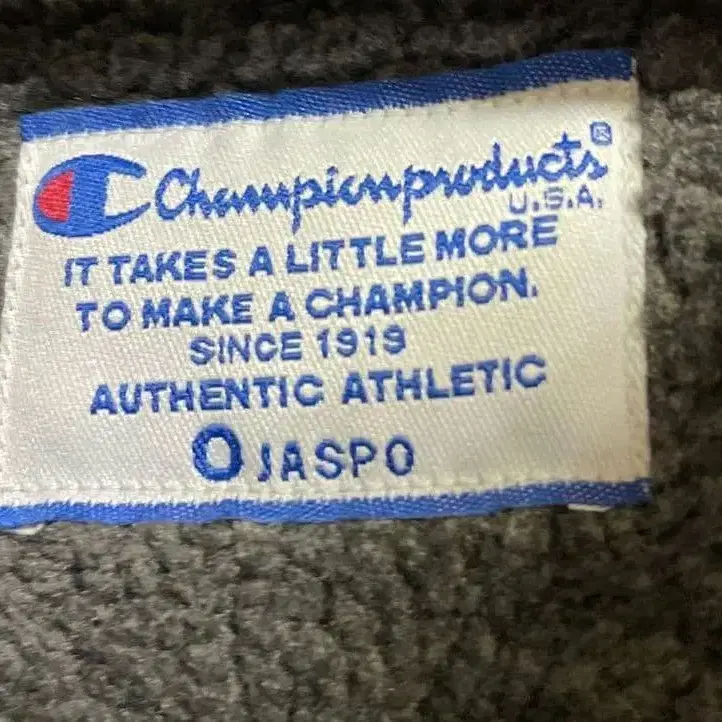 Championproducts®
U.S.A.
IT TAKES A LITTLE MORE
TO MAKE A CHAMPION.
SINCE 1919
AUTHENTIC ATHLETIC
O JASPO